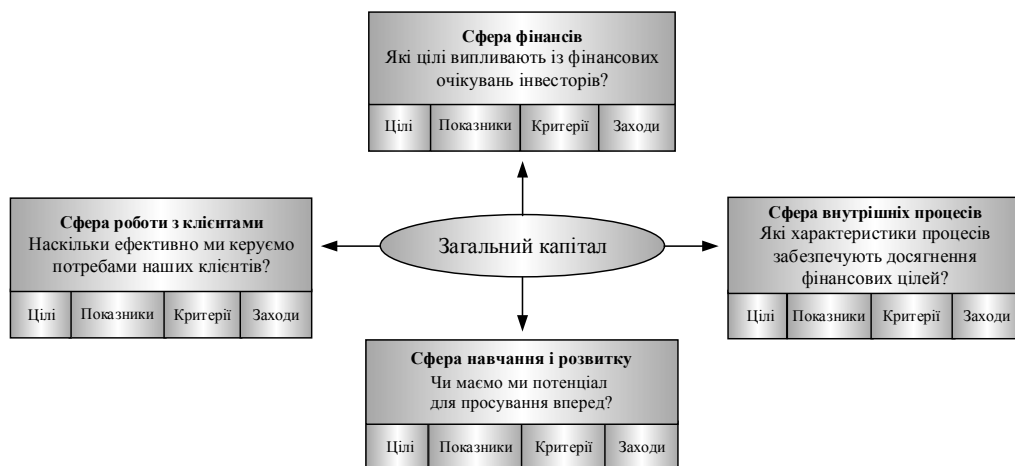 Сфера фінансів
Які цілі випливають із фінансових
очікувань інвесторів?
Цілі Показники Критерії Заходи
Сфера роботи з клієнтами
Наскільки ефективно ми керуємо
потребами наших клієнтів?
Цілі Показники Критерії Заходи
Загальний капітал
Сфера внутрішніх процесів
Які характеристики процесів
забезпечують досягнення
фінансових цілей?
Цілі Показники Критерії Заходи
Сфера навчання і розвитку
Чи маємо ми потенціал
для просування вперед?
Цілі Показники Критерії Заходи